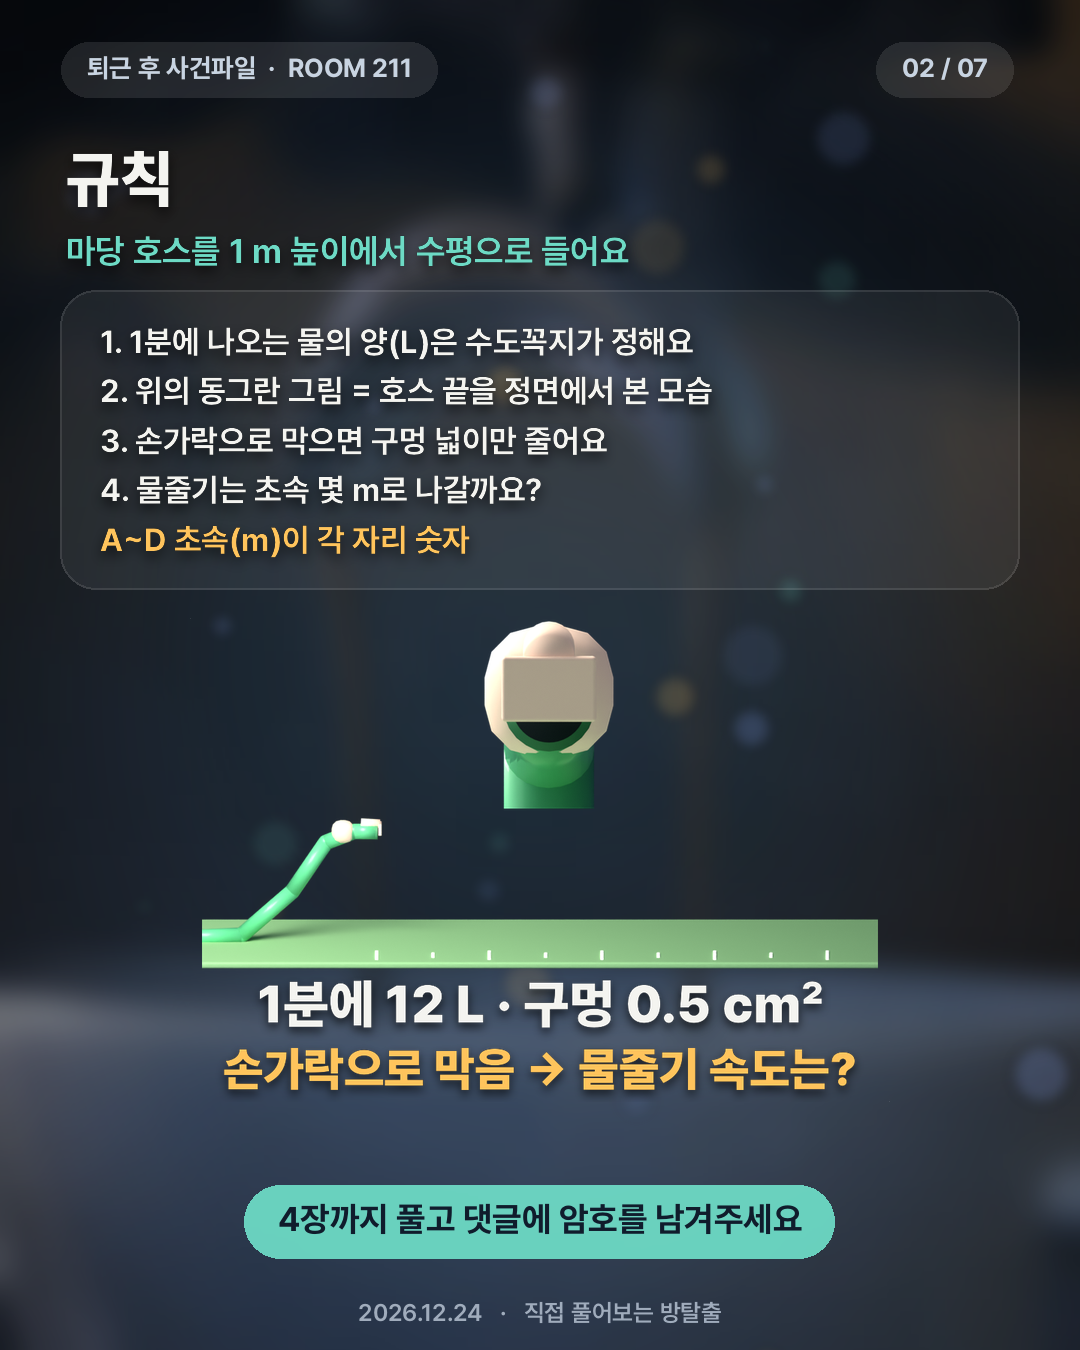 퇴근 후 사건파일 · ROOM 211
02 / 07
규칙
마당 호스를 1 m 높이에서 수평으로 들어요
1. 1분에 나오는 물의 양(L)은 수도꼭지가 정해요
2. 위의 동그란 그림 = 호스 끝을 정면에서 본 모습
3. 손가락으로 막으면 구멍 넓이만 줄어요
4. 물줄기는 초속 몇 m로 나갈까요?
A~D 초속(m)이 각 자리 숫자
1분에 12 L · 구멍 0.5 cm²
손가락으로 막음 → 물줄기 속도는?
4장까지 풀고 댓글에 암호를 남겨주세요
2026.12.24 · 직접 풀어보는 방탈출